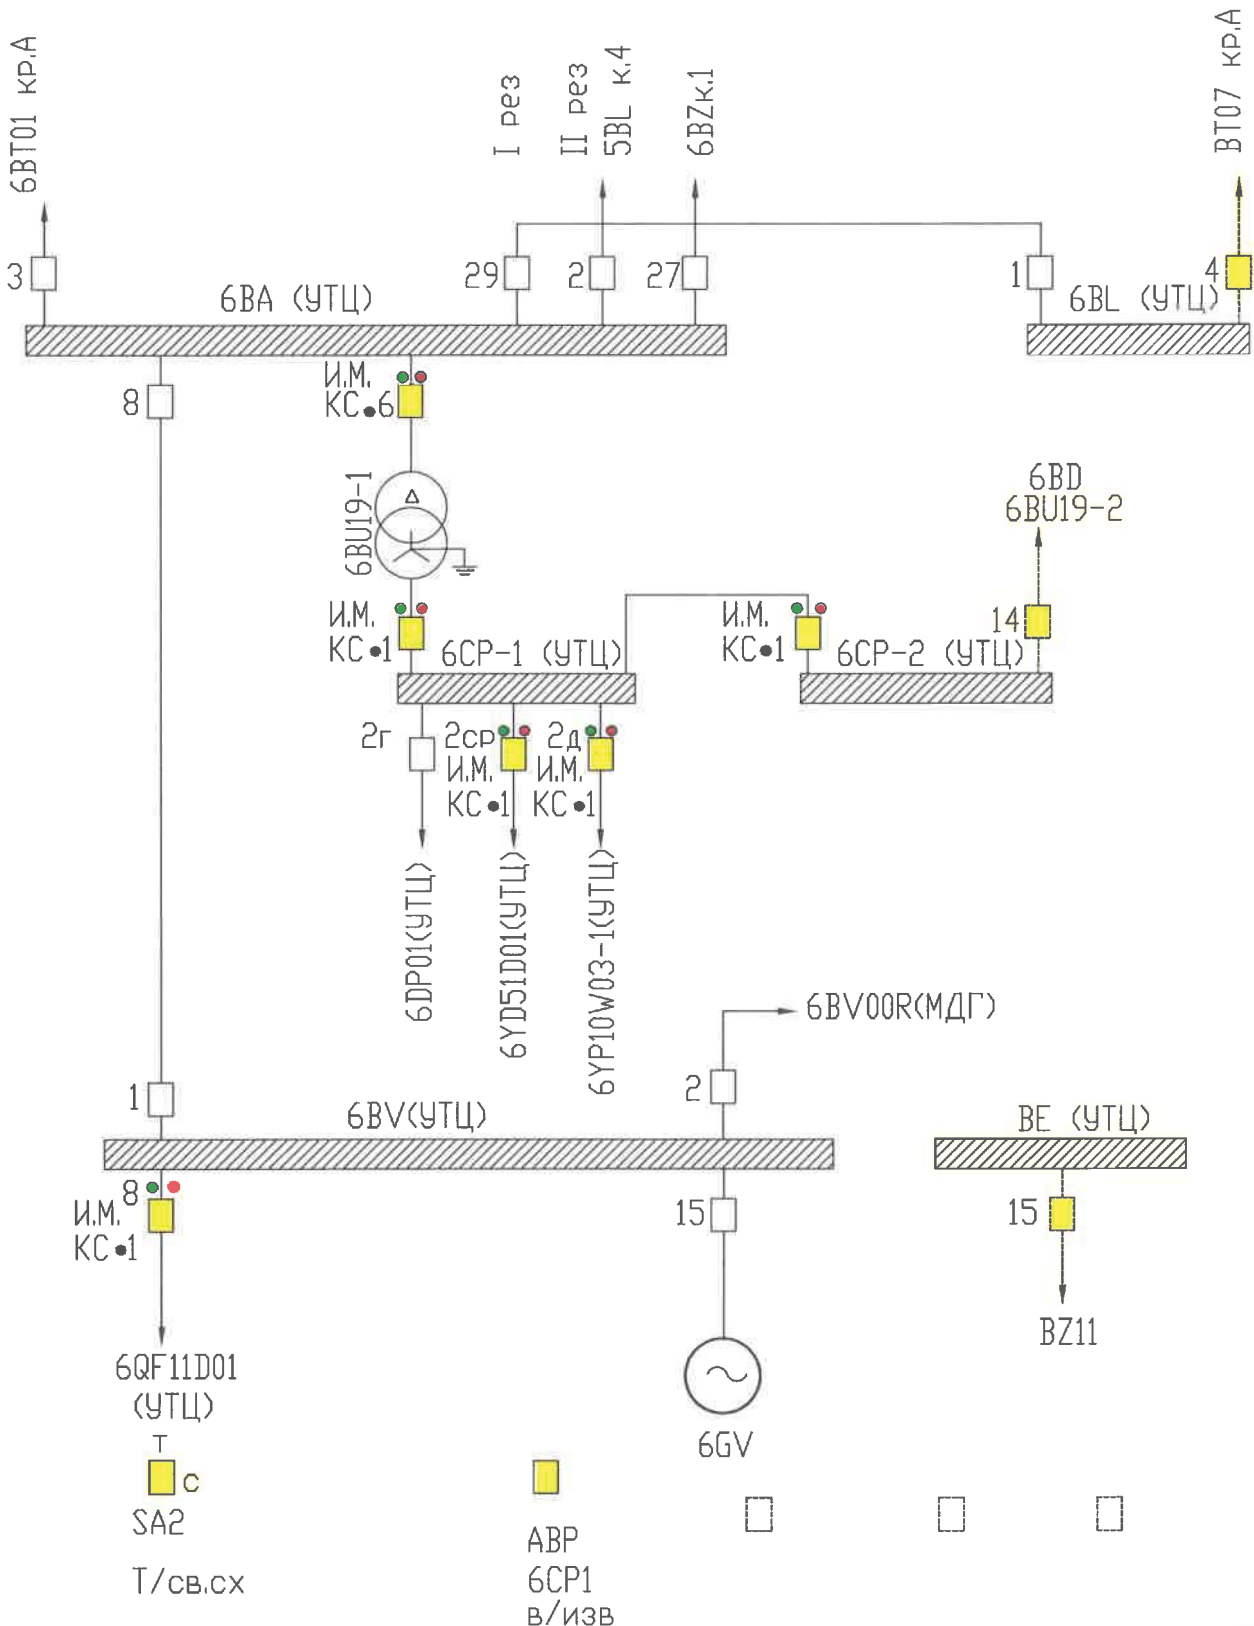 6BT01 кр.А
I рез
II рез
5BL к.4
6BZк.1
BT07 кр.А
3
29
2
27
1
4
6BA (УТЦ)
6BL (УТЦ)
8
И.М.
КС•6
6BU19-1
Δ
6BD
6BU19-2
И.М.
КС•1
6CP-1 (УТЦ)
И.М.
КС•1
6CP-2 (УТЦ)
14
2г
2ср
И.М.
КС•1
2д
И.М.
КС•1
6DP01(УТЦ)
6YD51D01(УТЦ)
6YP10W03-1(УТЦ)
6BV00R(МДГ)
1
2
6BV(УТЦ)
BE (УТЦ)
8
И.М.
КС•1
15
15
6QF11D01
(УТЦ)
BZ11
6GV
Т
С
SA2
Т/св.сх
АВР
6СР1
в/изв